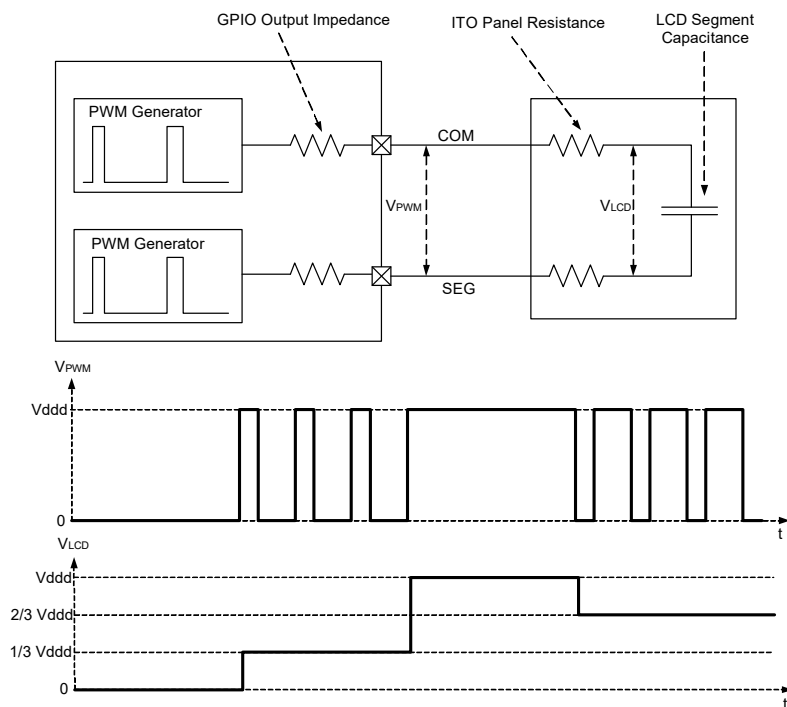 GPIO Output Impedance
ITO Panel Resistance
LCD Segment
Capacitance
PWM Generator
COM
VPWM
VLCD
PWM Generator
SEG
VPWM
Vddd
0
t
VLCD
Vddd
2/3 Vddd
1/3 Vddd
0
t